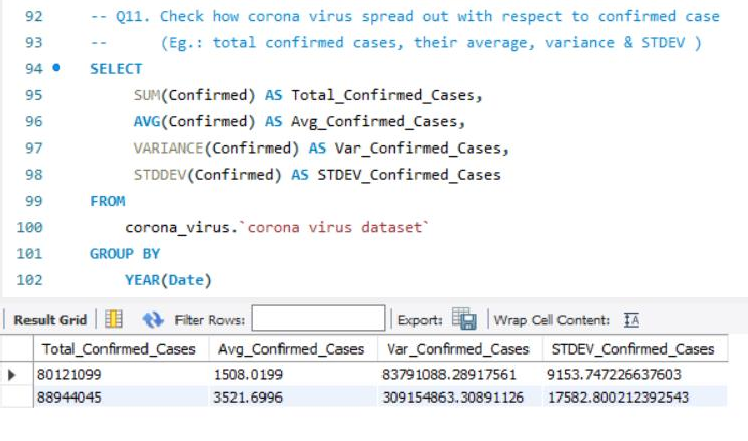 92 -- Q11. Check how corona virus spread out with respect to confirmed case
93 -- (Eg.: total confirmed cases, their average, variance & STDEV )
94 SELECT
95 SUM(Confirmed) AS Total_Confirmed_Cases,
96 AVG(Confirmed) AS Avg_Confirmed_Cases,
97 VARIANCE(Confirmed) AS Var_Confirmed_Cases,
98 STDDEV(Confirmed) AS STDEV_Confirmed_Cases
99 FROM
100 corona_virus.`corona virus dataset`
101 GROUP BY
102 YEAR(Date)
Result Grid Filter Rows: Export: Wrap Cell Content: IA
Total_Confirmed_Cases Avg_Confirmed_Cases Var_Confirmed_Cases STDEV_Confirmed_Cases
80121099 1508.0199 83791088.28917561 9153.747226637603
88944045 3521.6996 309154863.30891126 17582.800212392543